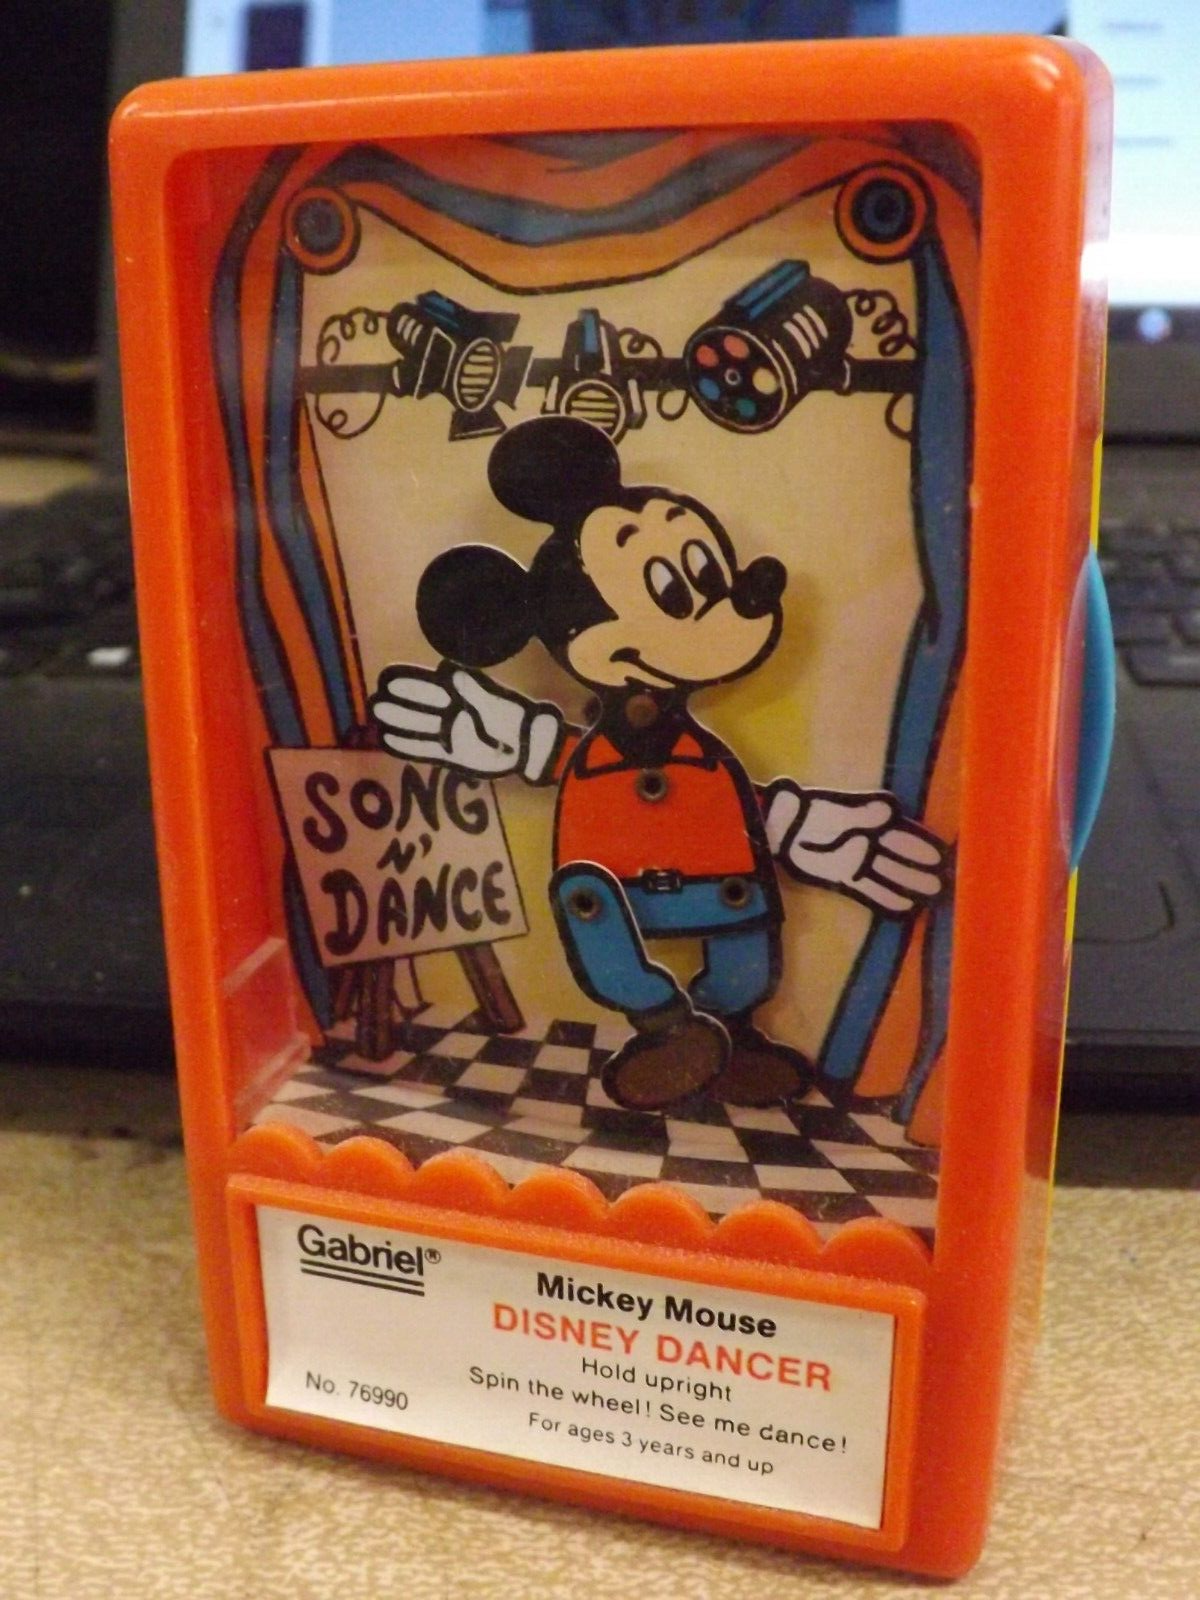 SONG
N'
DANCE
Gabriel®
Mickey Mouse
DISNEY DANCER
Hold upright
Spin the wheel! See me dance!
No. 76990
For ages 3 years and up